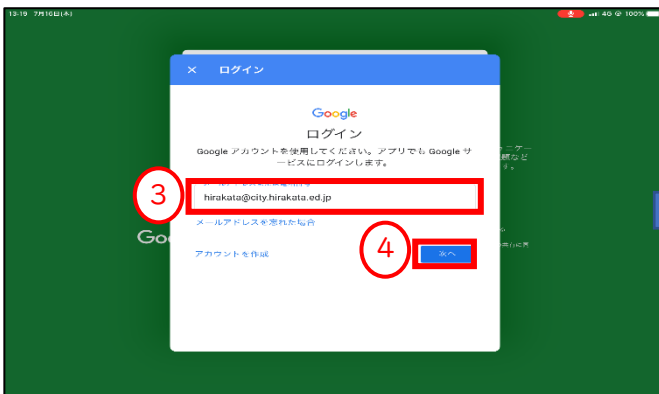 13:19 7月16日(木)
4G 100%
× ログイン
Google
ログイン
Google アカウントを使用してください。アプリでも Google サ
ービスにログインします。
③
hirakata@city.hirakata.ed.jp
メールアドレスを忘れた場合
Go
④
アカウントを作成
次へ